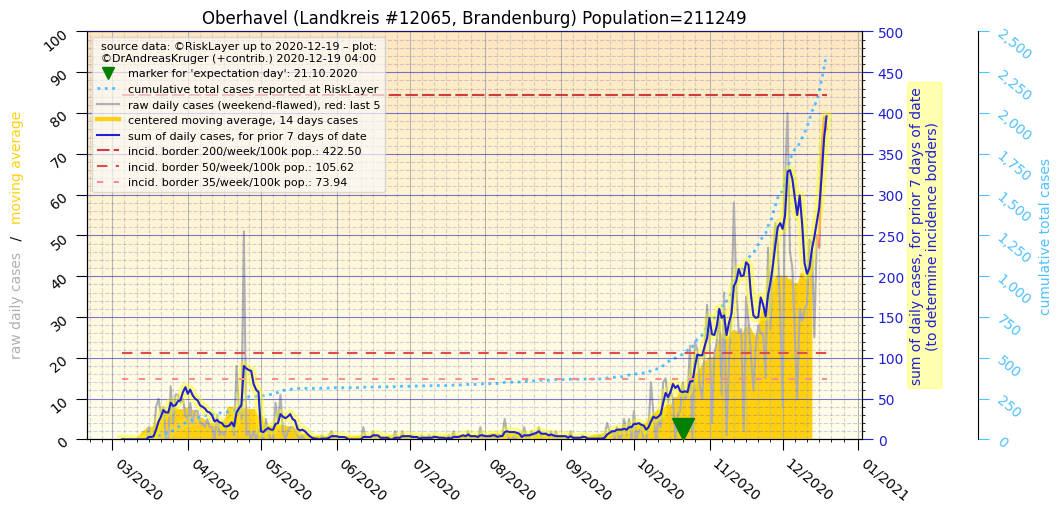 Oberhavel (Landkreis #12065, Brandenburg) Population=211249
source data: ©RiskLayer up to 2020-12-19 – plot:
©DrAndreasKruger (+contrib.) 2020-12-19 04:00
marker for 'expectation day': 21.10.2020
cumulative total cases reported at RiskLayer
raw daily cases (weekend-flawed), red: last 5
centered moving average, 14 days cases
sum of daily cases, for prior 7 days of date
incid. border 200/week/100k pop.: 422.50
incid. border 50/week/100k pop.: 105.62
incid. border 35/week/100k pop.: 73.94
raw daily cases / moving average
100
90
80
70
60
50
40
30
20
10
0
03/2020
04/2020
05/2020
06/2020
07/2020
08/2020
09/2020
10/2020
11/2020
12/2020
01/2021
500
450
400
350
300
250
200
150
100
50
0
sum of daily cases, for prior 7 days of date
(to determine incidence borders)
2,500
2,250
2,000
1,750
1,500
1,250
1,000
750
500
250
0
cumulative total cases